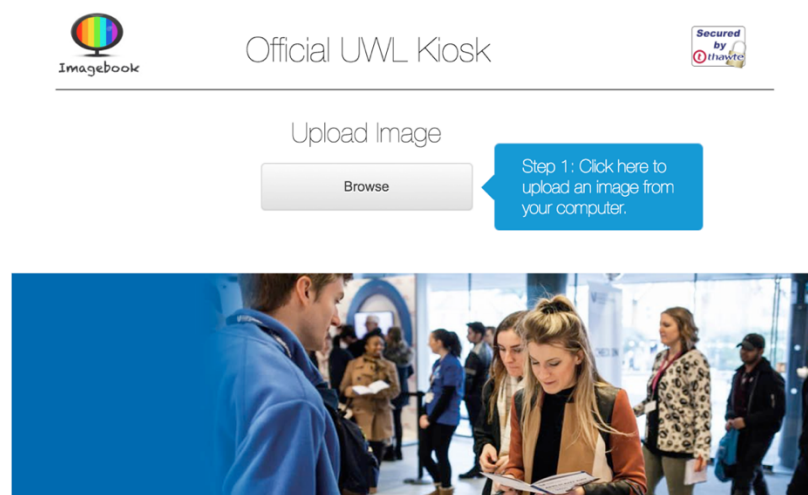 Imagebook
Official UWL Kiosk
Secured
by
thawte
Upload Image
Browse
Step 1: Click here to
upload an image from
your computer.